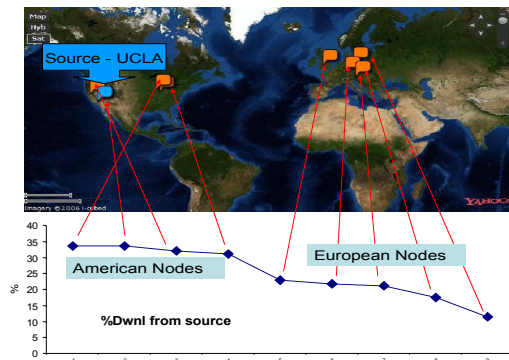 Map
Hyb
Sat
Source - UCLA
Imagery ©2006 i-cubed
YAHOO
40
35
30
25
20
15
10
5
0
%
American Nodes
European Nodes
%Dwnl from source